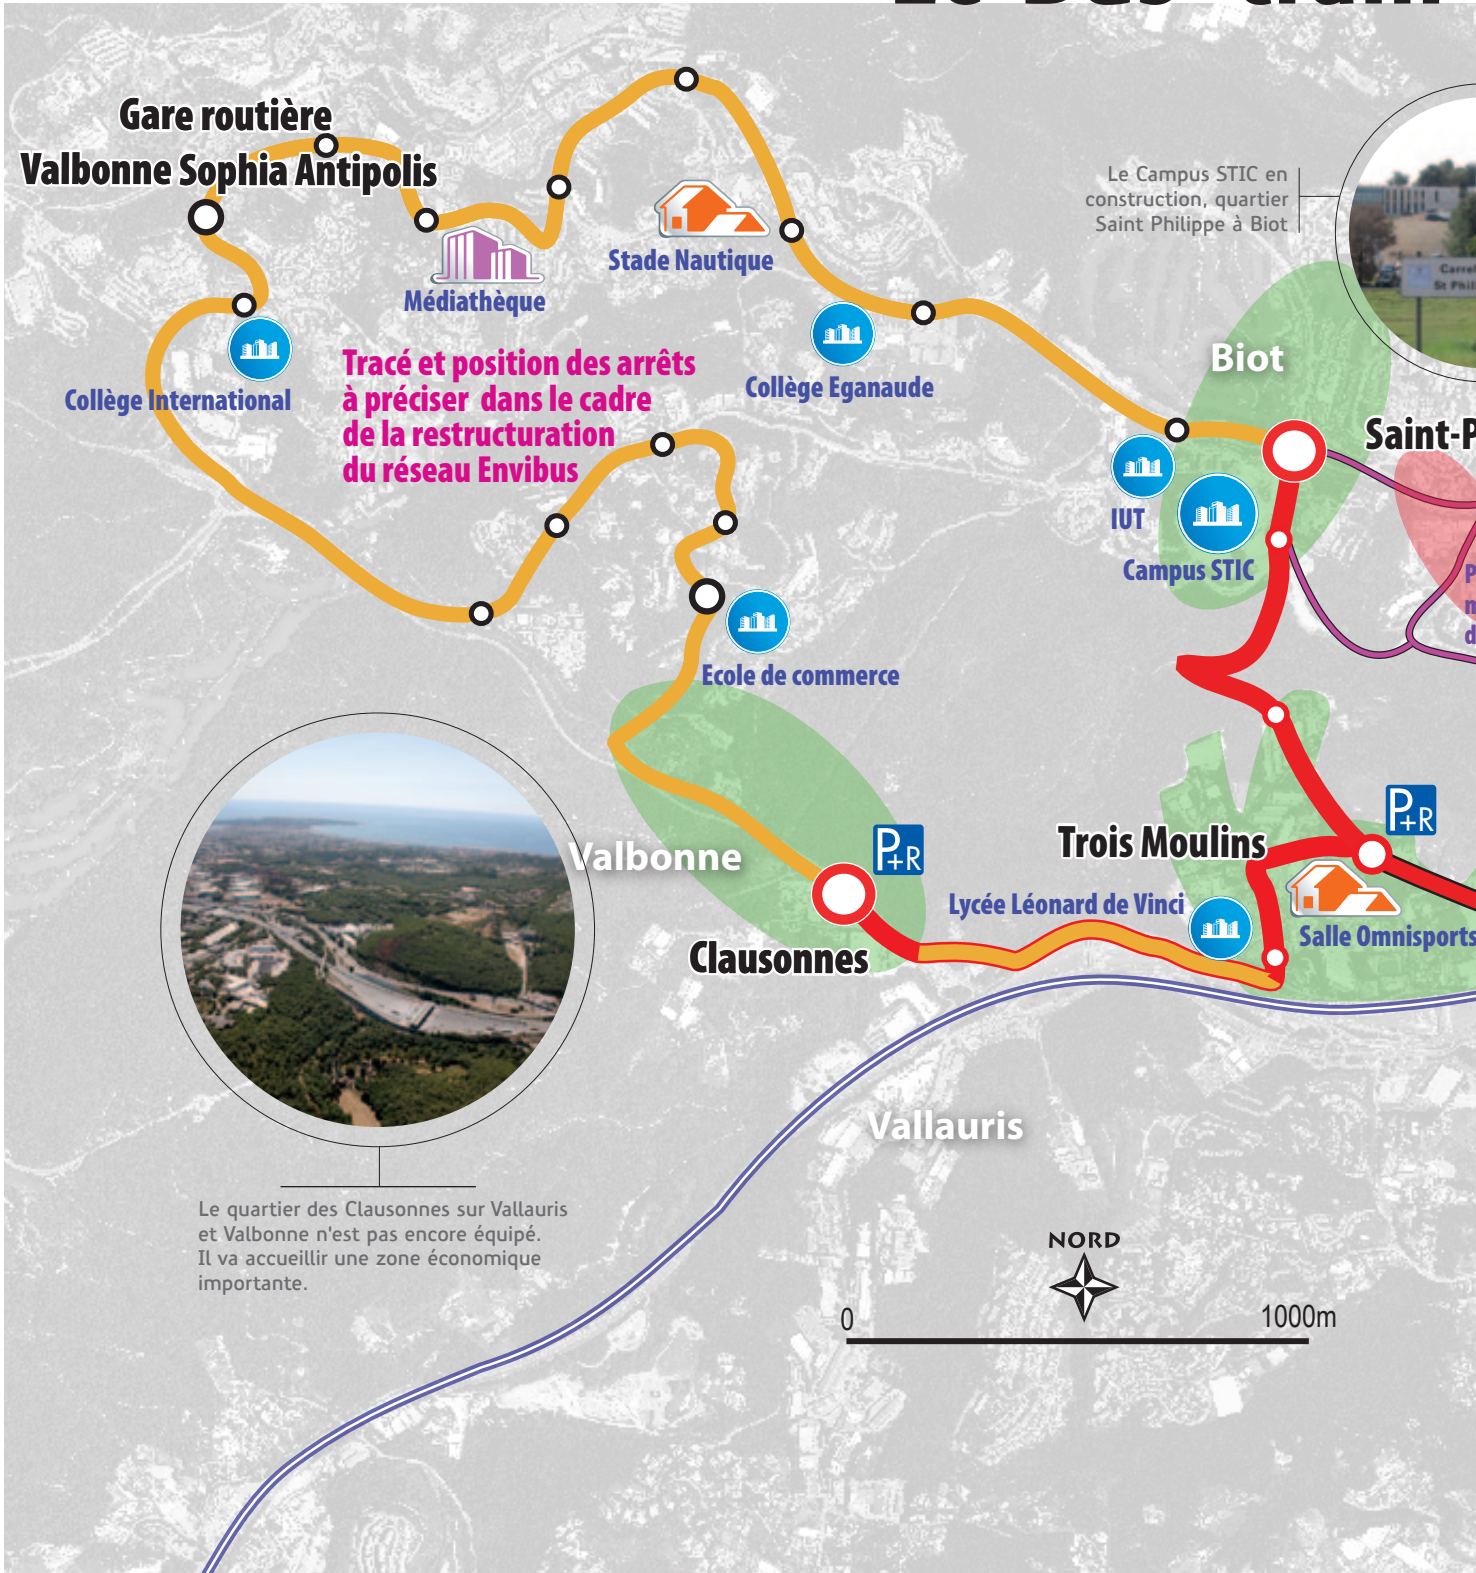 Gare routière
Valbonne Sophia Antipolis
Médiathèque
Stade Nautique
Collège International
Tracé et position des arrêts
à préciser dans le cadre
de la restructuration
du réseau Envibus
Collège Eganaude
Le Campus STIC en
construction, quartier
Saint Philippe à Biot
Biot
Saint-P
IUT
Campus STIC
Ecole de commerce
Valbonne
P+R
Clausonnes
Trois Moulins
P+R
Lycée Léonard de Vinci
Salle Omnisports
Le quartier des Clausonnes sur Vallauris
et Valbonne n'est pas encore équipé.
Il va accueillir une zone économique
importante.
Vallauris
NORD
0
1000m